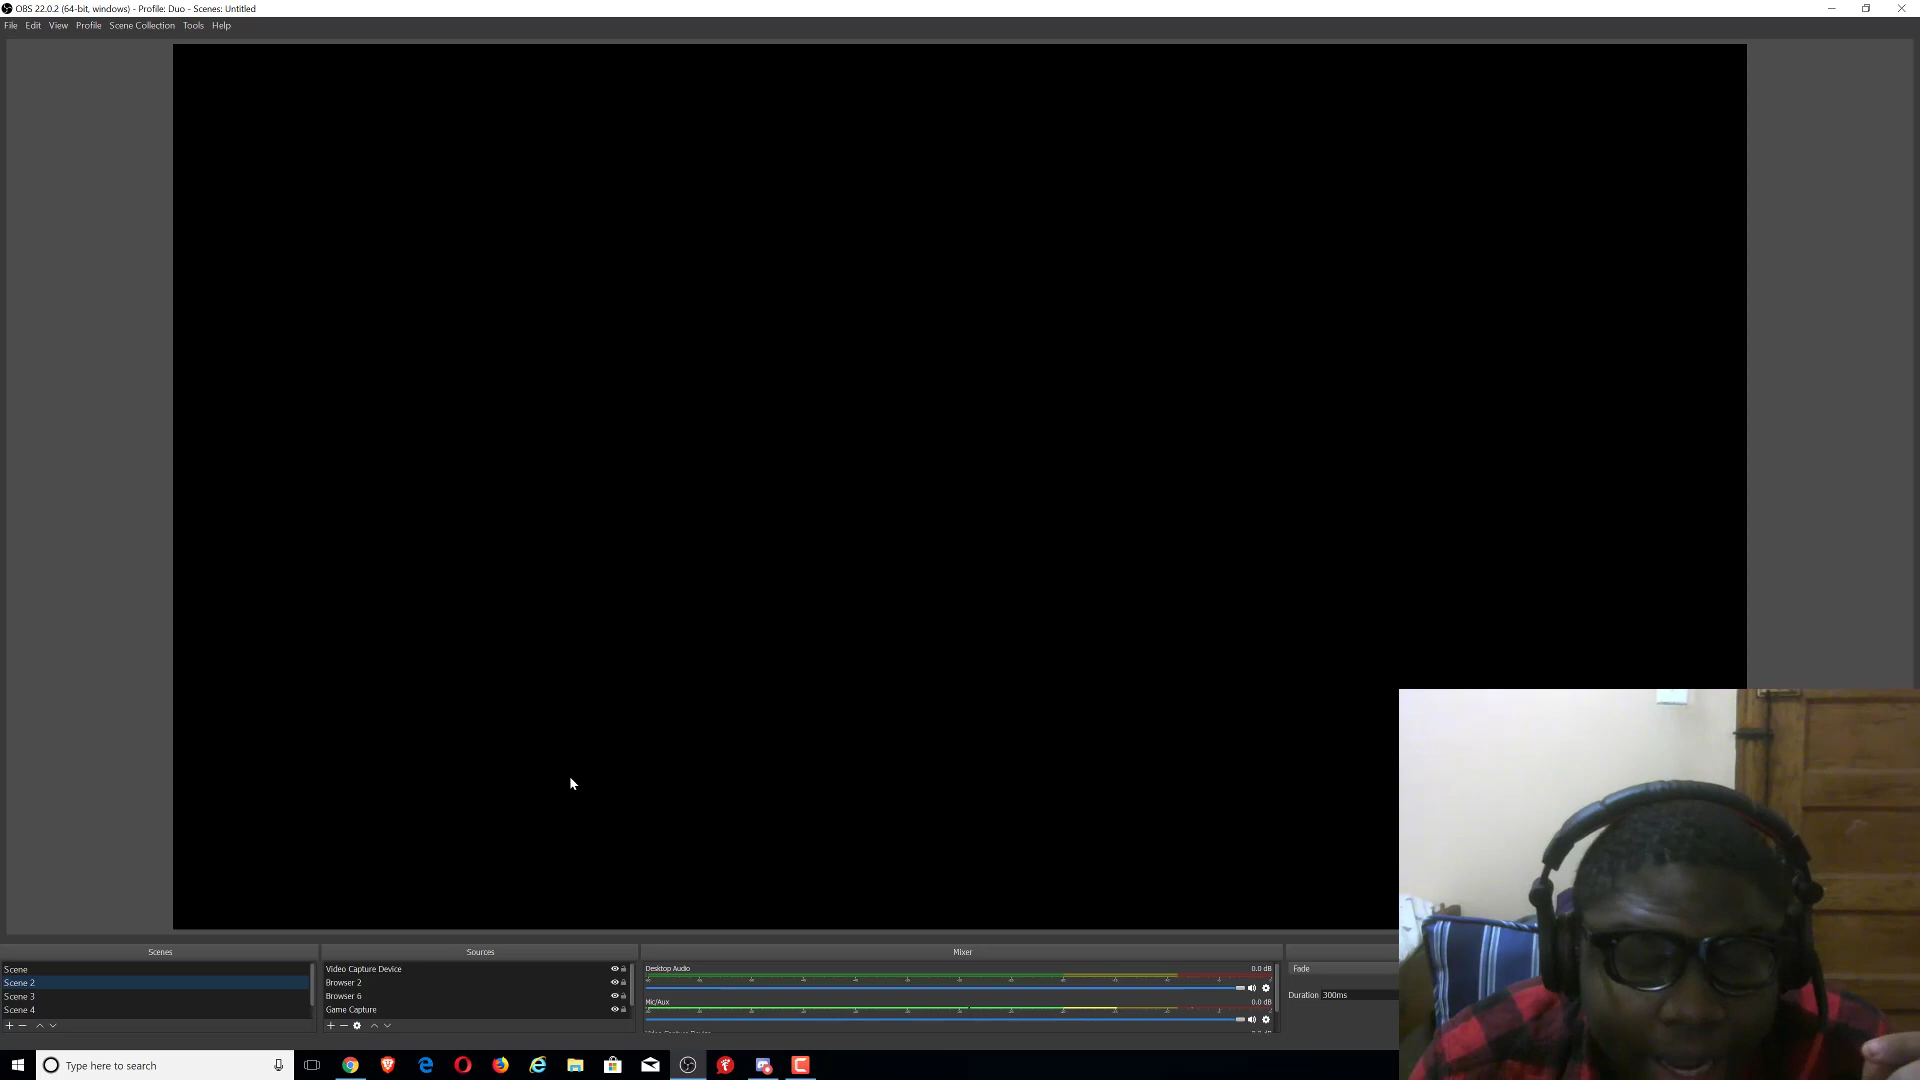 OBS 22.0.2 (64-bit, windows) - Profile: Duo - Scenes: Untitled
File Edit View Profile Scene Collection Tools Help
Scenes Sources Mixer
Scene
Scene 2
Scene 3
Scene 4
Video Capture Device
Browser 2
Browser 6
Game Capture
Desktop Audio 0.0 dB
Mic/Aux 0.0 dB
Fade
Duration 300ms
Type here to search